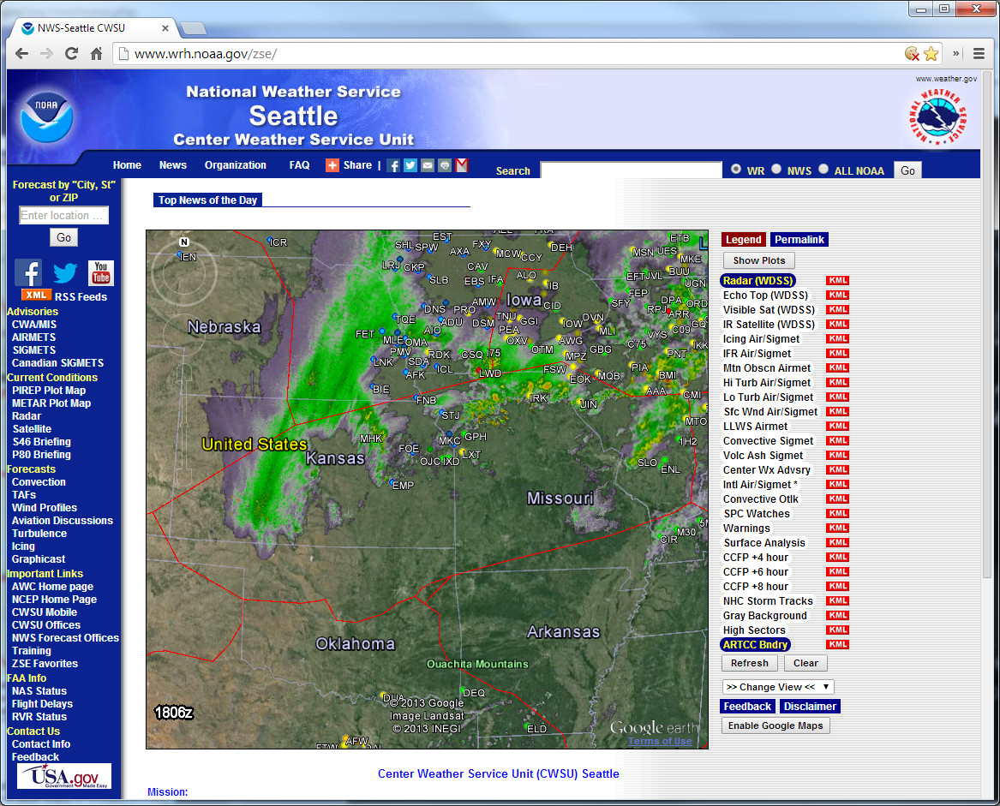 NWS-Seattle CWSU
www.wrh.noaa.gov/zse/
www.weather.gov
NOAA
National Weather Service
Seattle
Center Weather Service Unit
NATIONAL WEATHER SERVICE
Home News Organization FAQ Share | Search WR NWS ALL NOAA Go
Forecast by "City, St"
or ZIP
Enter location ...
Go
You
Tube
XML RSS Feeds
Advisories
CWA/MIS
AIRMETS
SIGMETS
Canadian SIGMETS
Current Conditions
PIREP Plot Map
METAR Plot Map
Radar
Satellite
S46 Briefing
P80 Briefing
Forecasts
Convection
TAFs
Wind Profiles
Aviation Discussions
Turbulence
Icing
Graphicast
Important Links
AWC Home page
NCEP Home Page
CWSU Mobile
CWSU Offices
NWS Forecast Offices
Training
ZSE Favorites
FAA Info
NAS Status
Flight Delays
RVR Status
Contact Us
Contact Info
Feedback
USA.gov
Government Made Easy
Top News of the Day
N
IEN ICR
EST
SHL SPW AXA FXY MCW CCY DEH
LRJ CKP CAV
SLB EBS IFA ALO IIB
Iowa
AMW CID
DNS PRO
TQE ADU DSM TNU GGI
AIO PEA IOW DVN
FET MLE OMA OXV MLI
PMV RDK CSQ I75 OTM AWG GBG
LNK SDA ICL MPZ
AFK LWD FSW EOK MQB
BIE
FNB IRK UIN
STJ
MHK MKC GPH
FOE LXT
OJC IXD
EMP
ETB
MSN UES MKE
EFT JVL BUU
FEP UGN
SFY DPA ORD
RPJ ARR
VYS C09
C75 IKK
PNT
PIA BMI
AAA CMI
MTO
1H2
SLO ENL
M30
CIR
Nebraska
United States
Kansas
Missouri
Oklahoma
Arkansas
Ouachita Mountains
DUA DEQ
ELD
AFW
1806z
© 2013 Google
Image Landsat
© 2013 INEGI
Google earth
Terms of Use
Legend Permalink
Show Plots
Radar (WDSS) KML
Echo Top (WDSS) KML
Visible Sat (WDSS) KML
IR Satellite (WDSS) KML
Icing Air/Sigmet KML
IFR Air/Sigmet KML
Mtn Obscn Airmet KML
Hi Turb Air/Sigmet KML
Lo Turb Air/Sigmet KML
Sfc Wnd Air/Sigmet KML
LLWS Airmet KML
Convective Sigmet KML
Volc Ash Sigmet KML
Center Wx Advsry KML
Intl Air/Sigmet * KML
Convective Otlk KML
SPC Watches KML
Warnings KML
Surface Analysis KML
CCFP +4 hour KML
CCFP +6 hour KML
CCFP +8 hour KML
NHC Storm Tracks KML
Gray Background KML
High Sectors KML
ARTCC Bndry KML
Refresh Clear
>> Change View <<
Feedback Disclaimer
Enable Google Maps
Center Weather Service Unit (CWSU) Seattle
Mission: